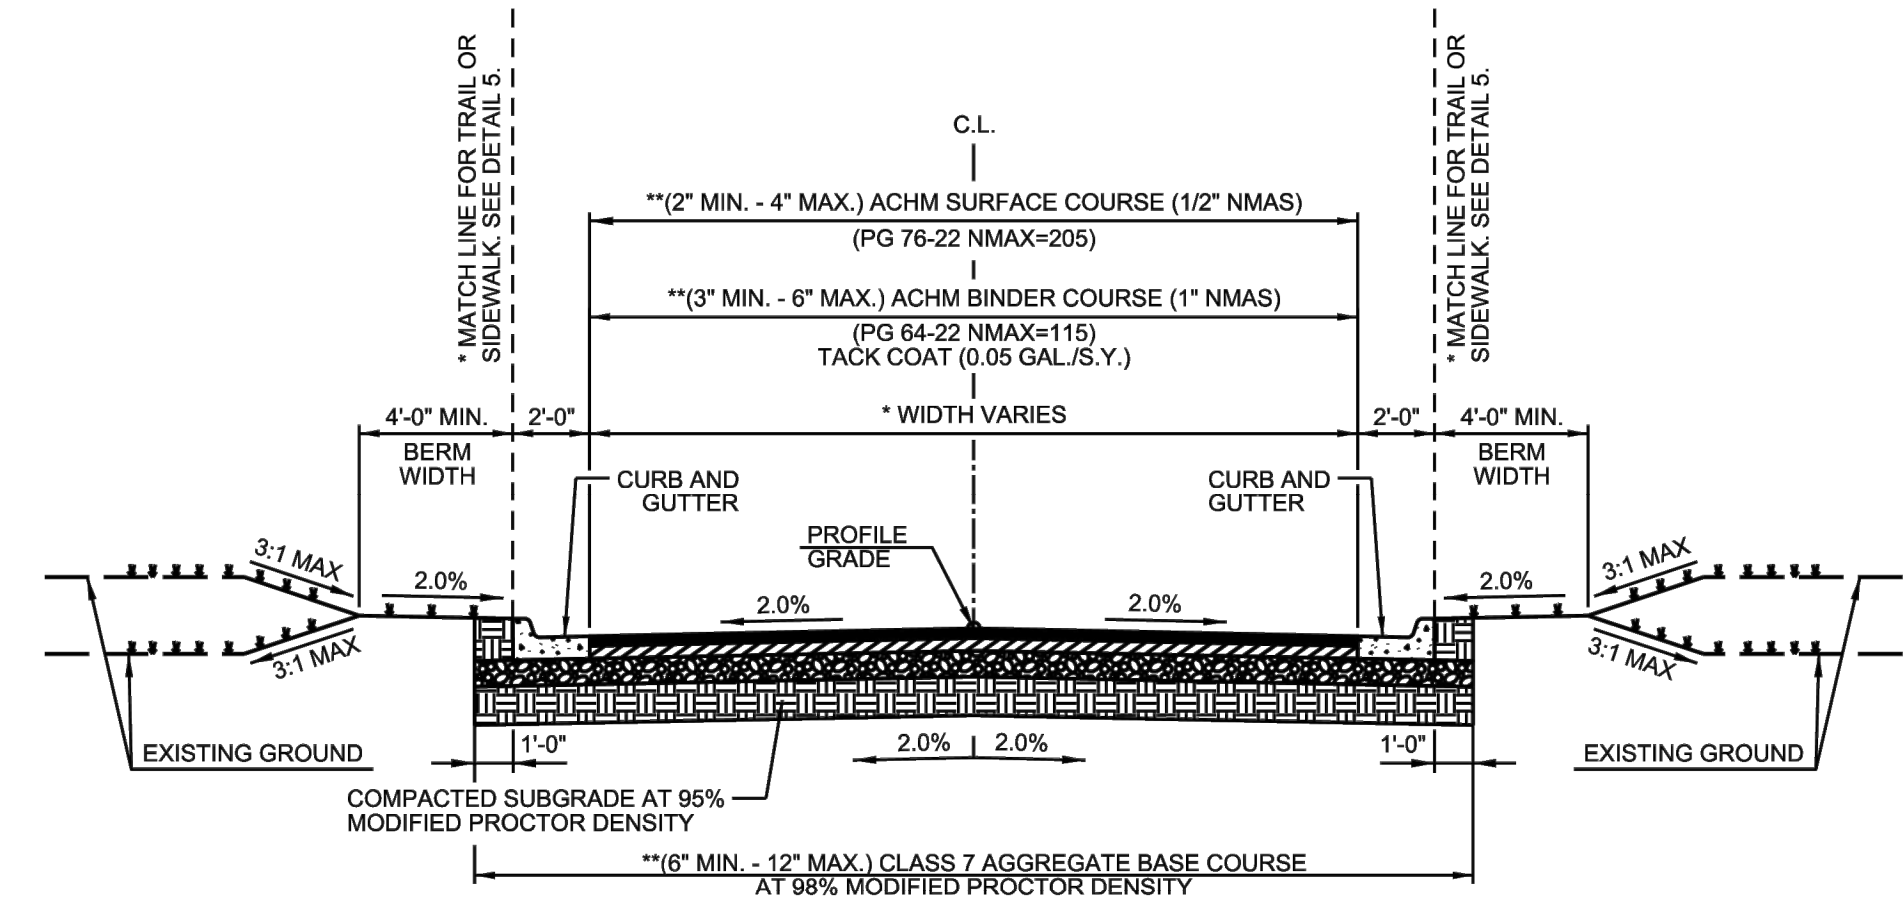 * MATCH LINE FOR TRAIL OR
SIDEWALK. SEE DETAIL 5.
C.L.
* MATCH LINE FOR TRAIL OR
SIDEWALK. SEE DETAIL 5.
**(2" MIN. - 4" MAX.) ACHM SURFACE COURSE (1/2" NMAS)
(PG 76-22 NMAX=205)
**(3" MIN. - 6" MAX.) ACHM BINDER COURSE (1" NMAS)
(PG 64-22 NMAX=115)
TACK COAT (0.05 GAL./S.Y.)
4'-0" MIN.
2'-0"
* WIDTH VARIES
2'-0"
4'-0" MIN.
BERM
WIDTH
BERM
WIDTH
CURB AND
GUTTER
CURB AND
GUTTER
PROFILE
GRADE
3:1 MAX
2.0%
2.0%
2.0%
2.0%
3:1 MAX
3:1 MAX
3:1 MAX
EXISTING GROUND
1'-0"
2.0%
2.0%
1'-0"
EXISTING GROUND
COMPACTED SUBGRADE AT 95%
MODIFIED PROCTOR DENSITY
**(6" MIN. - 12" MAX.) CLASS 7 AGGREGATE BASE COURSE
AT 98% MODIFIED PROCTOR DENSITY